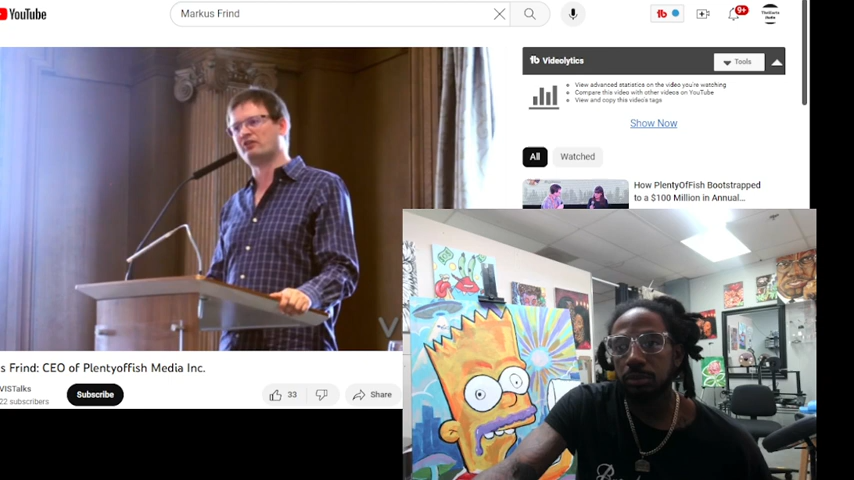 YouTube
Markus Frind
9+
Videolytics
Tools
View advanced statistics on the video you're watching
Compare this video with other videos on YouTube
View and copy this video's tags
Show Now
All
Watched
How PlentyOfFish Bootstrapped
to a $100 Million in Annual...
s Frind: CEO of Plentyoffish Media Inc.
VISTalks
22 subscribers
Subscribe
33
Share